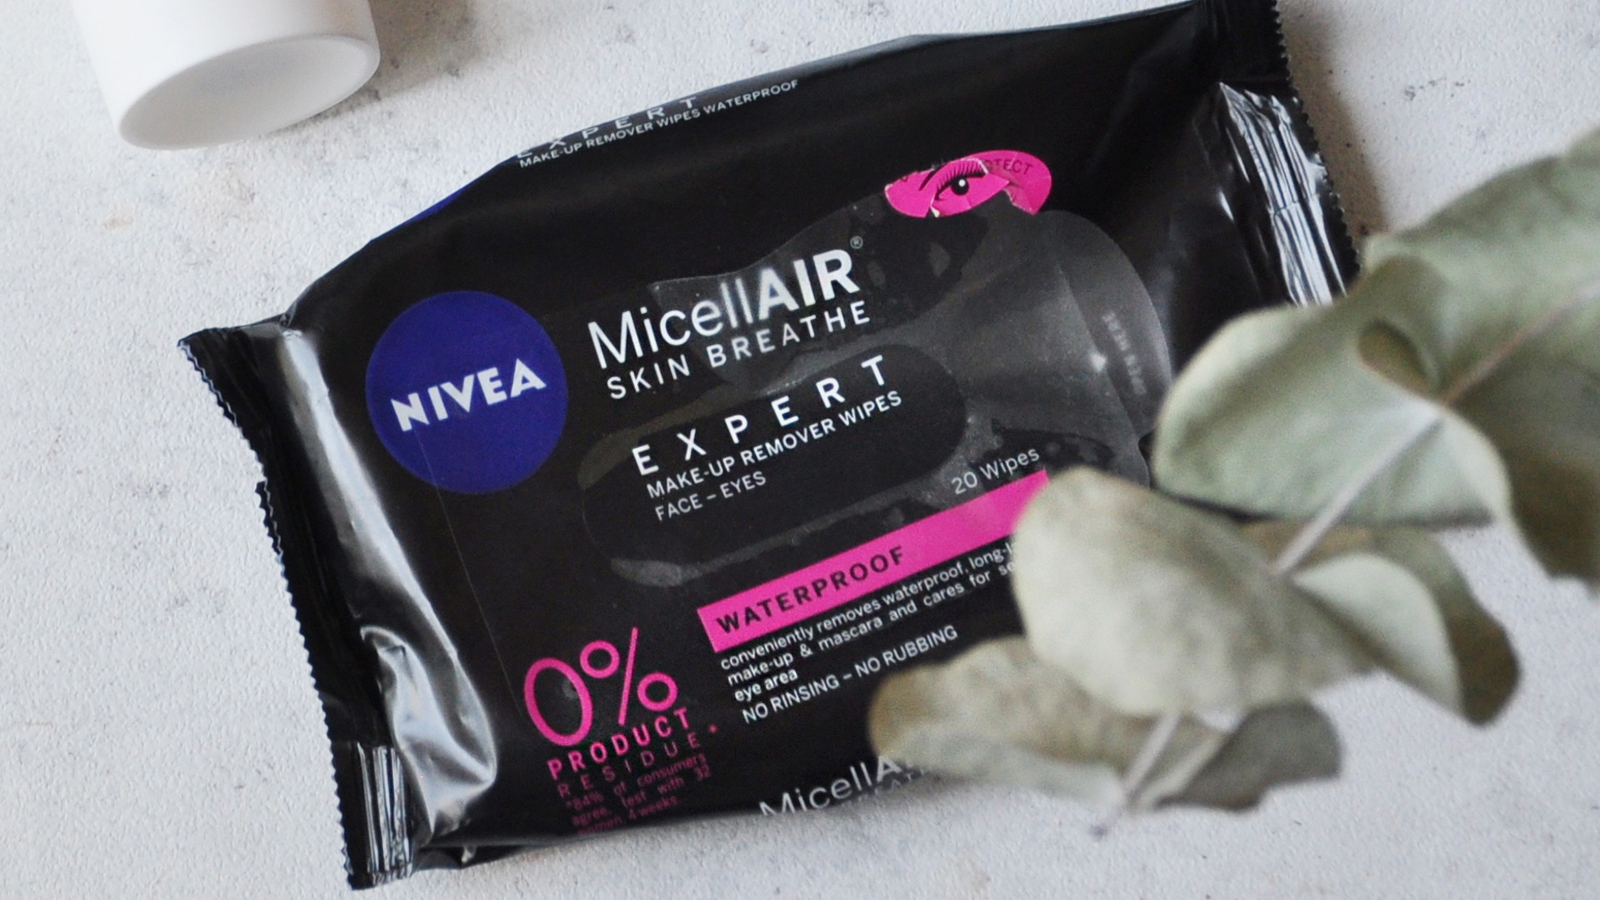 EXPERT
MAKE-UP REMOVER WIPES WATERPROOF
NIVEA
MicellAIR®
SKIN BREATHE
EXPERT
MAKE-UP REMOVER WIPES
FACE – EYES
20 Wipes
WATERPROOF
conveniently removes waterproof, long-
make-up & mascara and cares for
eye area
NO RINSING – NO RUBBING
0%
PRODUCT
RESIDUE*
*84% of consumers
agree, test with 32
women, 4 weeks.
OPEN HERE